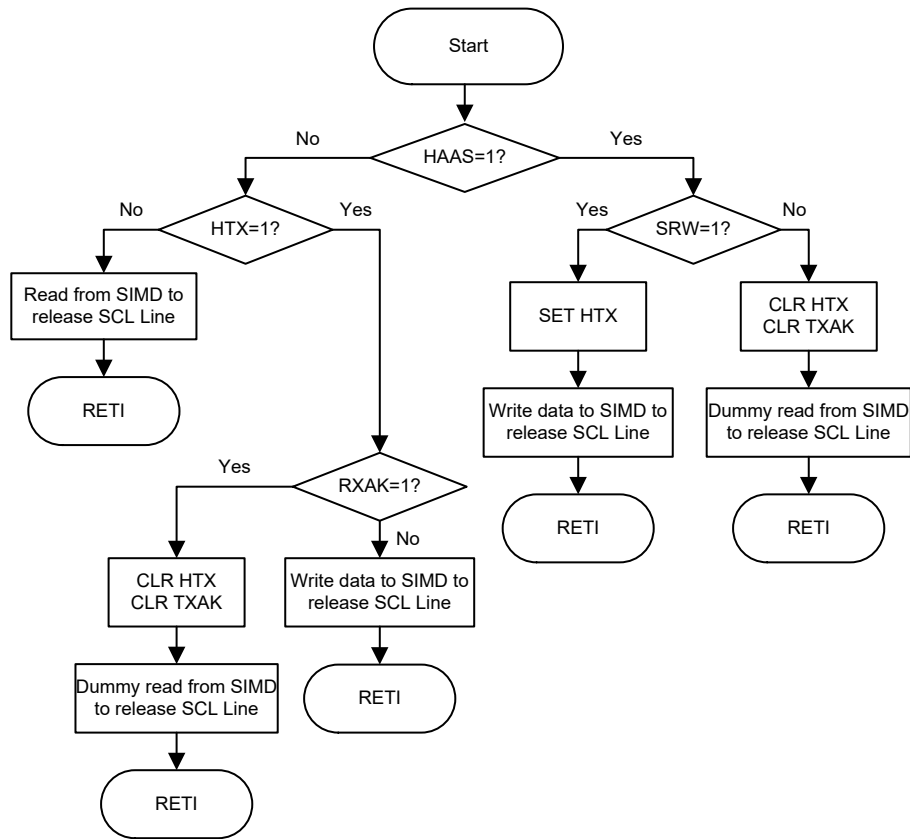 Start
No
HAAS=1?
Yes
No
HTX=1?
Yes
Yes
SRW=1?
No
Read from SIMD to
release SCL Line
SET HTX
CLR HTX
CLR TXAK
RETI
Write data to SIMD to
release SCL Line
Dummy read from SIMD
to release SCL Line
Yes
RXAK=1?
RETI
RETI
No
CLR HTX
CLR TXAK
Write data to SIMD to
release SCL Line
Dummy read from SIMD
to release SCL Line
RETI
RETI